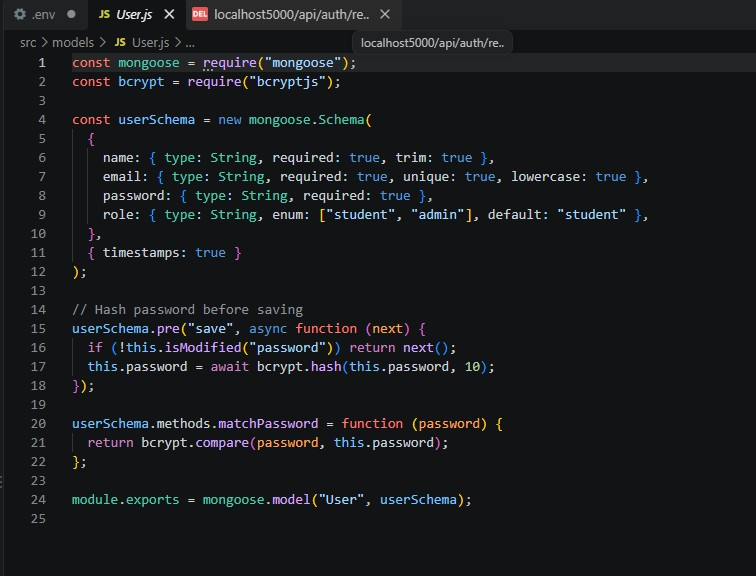 .env
JS User.js
DEL localhost5000/api/auth/re..
src > models > JS User.js > ...
localhost5000/api/auth/re..
1 const mongoose = require("mongoose");
2 const bcrypt = require("bcryptjs");
3
4 const userSchema = new mongoose.Schema(
5 {
6 name: { type: String, required: true, trim: true },
7 email: { type: String, required: true, unique: true, lowercase: true },
8 password: { type: String, required: true },
9 role: { type: String, enum: ["student", "admin"], default: "student" },
10 },
11 { timestamps: true }
12 );
13
14 // Hash password before saving
15 userSchema.pre("save", async function (next) {
16 if (!this.isModified("password")) return next();
17 this.password = await bcrypt.hash(this.password, 10);
18 });
19
20 userSchema.methods.matchPassword = function (password) {
21 return bcrypt.compare(password, this.password);
22 };
23
24 module.exports = mongoose.model("User", userSchema);
25